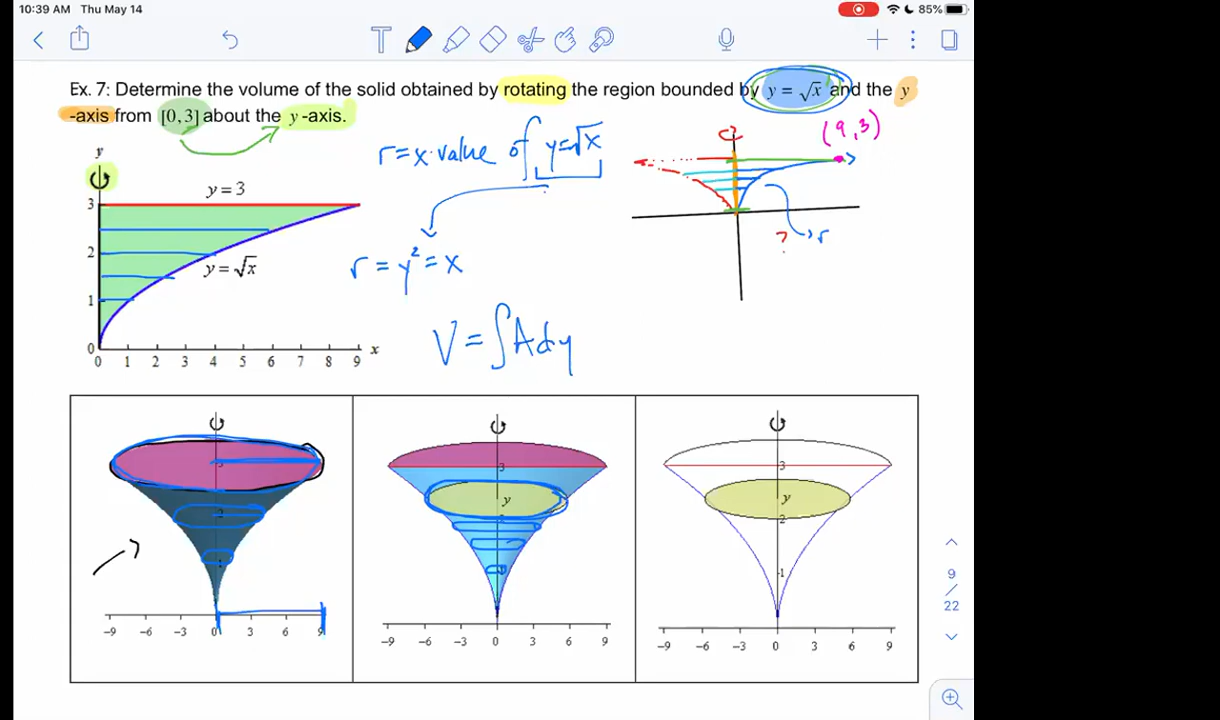 10:39 AM Thu May 14
85%
Ex. 7: Determine the volume of the solid obtained by rotating the region bounded by y = √x and the y
-axis from [0,3] about the y-axis.
r = x-value of y=√x
(9,3)
y
y = 3
3
2
y = √x
1
0
0 1 2 3 4 5 6 7 8 9 x
r = y² = x
? → r
V = ∫A dy
3
2
1
-9 -6 -3 0 3 6 9
3
y
-9 -6 -3 0 3 6 9
3
y
2
1
-9 -6 -3 0 3 6 9
9
/
22